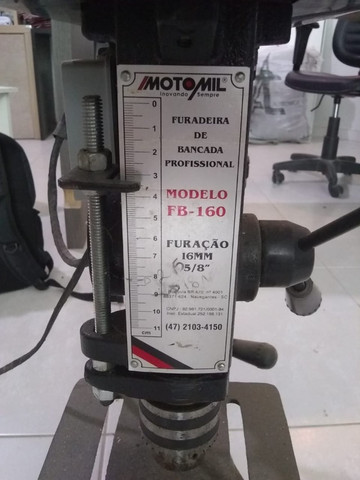 MOTOMIL
Inovando Sempre
0
1
2
3
4
5
6
7
8
9
10
11
cm
FURADEIRA
DE
BANCADA
PROFISSIONAL
MODELO
FB-160
FURAÇÃO
16MM
5/8"
(47) 2103-4150